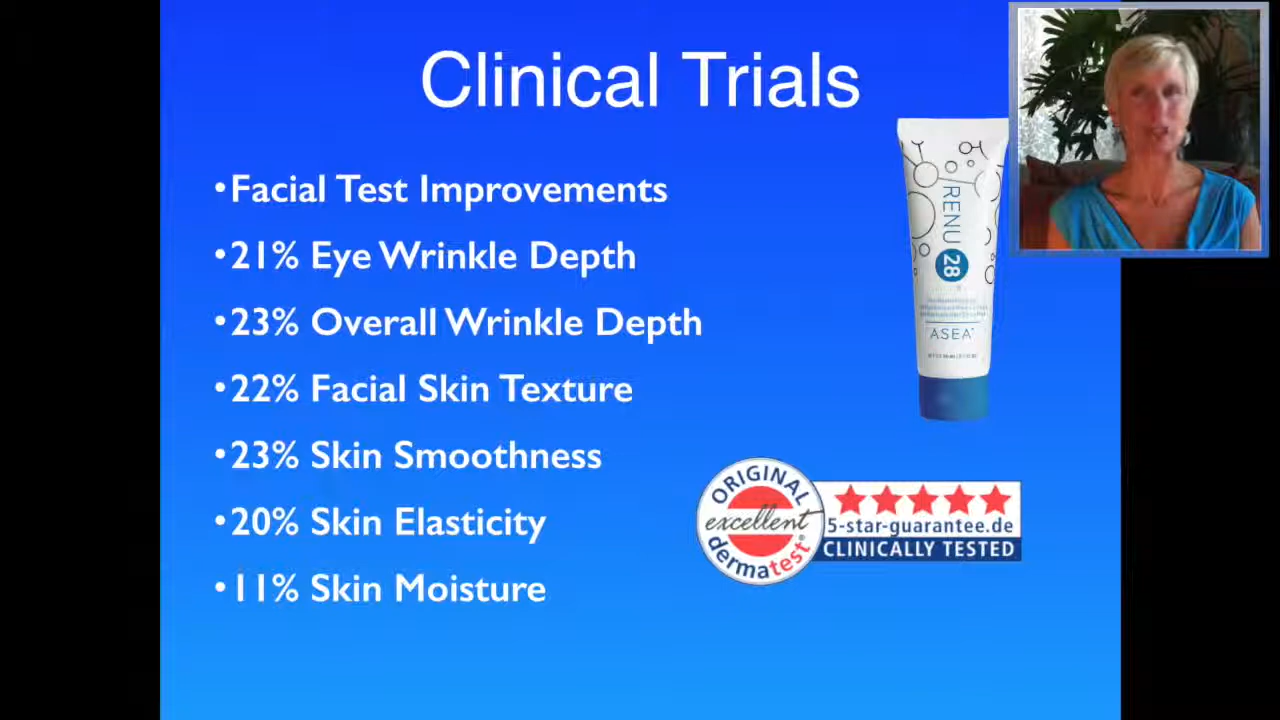 Clinical Trials
•Facial Test Improvements
•21% Eye Wrinkle Depth
•23% Overall Wrinkle Depth
•22% Facial Skin Texture
•23% Skin Smoothness
•20% Skin Elasticity
•11% Skin Moisture
RENU
28
ASEA
ORIGINAL
excellent
dermatest®
5-star-guarantee.de
CLINICALLY TESTED